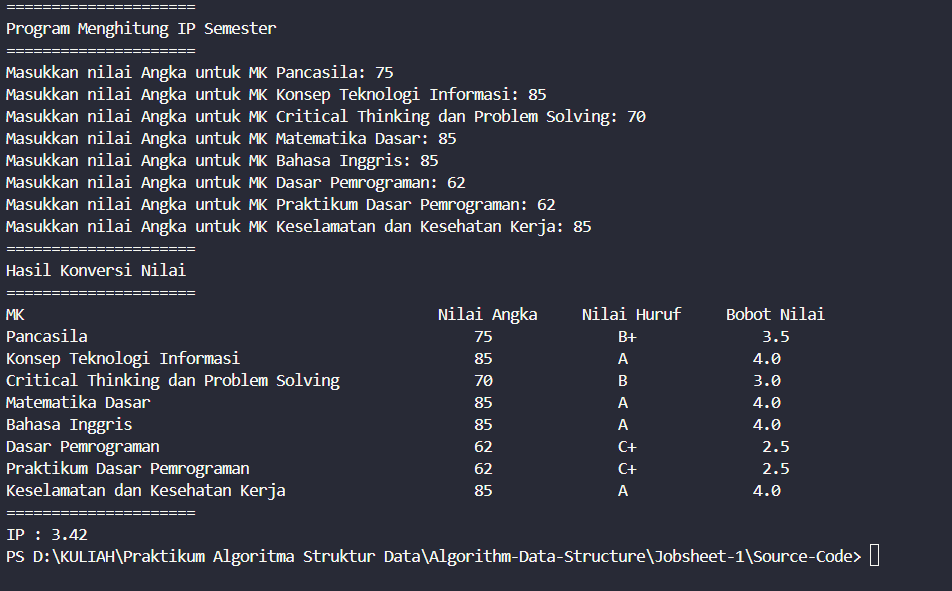 =====================
Program Menghitung IP Semester
=====================
Masukkan nilai Angka untuk MK Pancasila: 75
Masukkan nilai Angka untuk MK Konsep Teknologi Informasi: 85
Masukkan nilai Angka untuk MK Critical Thinking dan Problem Solving: 70
Masukkan nilai Angka untuk MK Matematika Dasar: 85
Masukkan nilai Angka untuk MK Bahasa Inggris: 85
Masukkan nilai Angka untuk MK Dasar Pemrograman: 62
Masukkan nilai Angka untuk MK Praktikum Dasar Pemrograman: 62
Masukkan nilai Angka untuk MK Keselamatan dan Kesehatan Kerja: 85
=====================
Hasil Konversi Nilai
=====================
MK                                              Nilai Angka     Nilai Huruf     Bobot Nilai
Pancasila                                           75              B+              3.5
Konsep Teknologi Informasi                          85              A              4.0
Critical Thinking dan Problem Solving               70              B              3.0
Matematika Dasar                                    85              A              4.0
Bahasa Inggris                                      85              A              4.0
Dasar Pemrograman                                   62              C+              2.5
Praktikum Dasar Pemrograman                         62              C+              2.5
Keselamatan dan Kesehatan Kerja                     85              A              4.0
=====================
IP : 3.42
PS D:\KULIAH\Praktikum Algoritma Struktur Data\Algorithm-Data-Structure\Jobsheet-1\Source-Code>